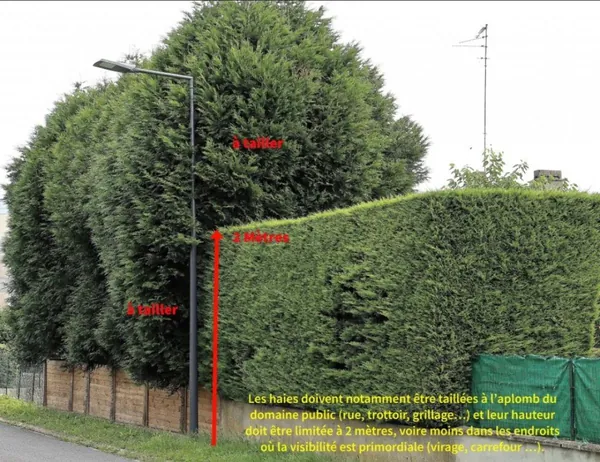 à tailler
2 Mètres
à tailler
Les haies doivent notamment être taillées à l'aplomb du
domaine public (rue, trottoir, grillage...) et leur hauteur
doit être limitée à 2 mètres, voire moins dans les endroits
où la visibilité est primordiale (virage, carrefour ...).